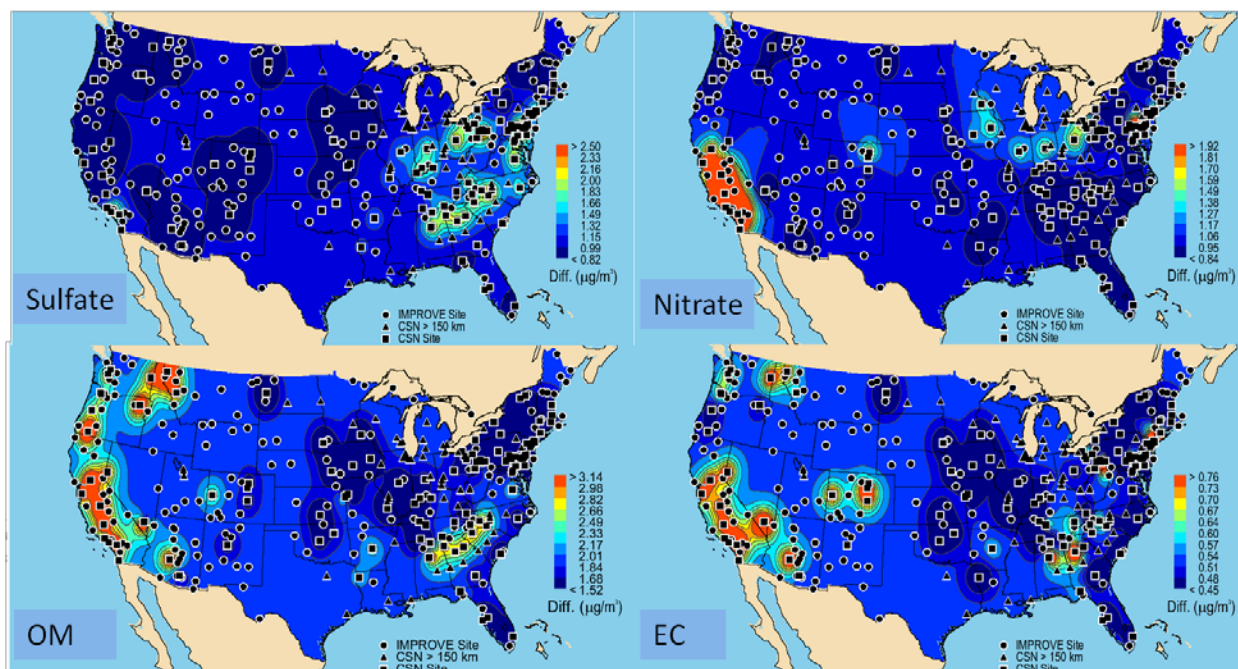 > 2.50
2.33
2.16
2.00
1.83
1.66
1.49
1.32
1.15
0.99
< 0.82
Diff. (µg/m³)
Sulfate
IMPROVE Site
CSN > 150 km
CSN Site
> 1.92
1.81
1.70
1.59
1.49
1.38
1.27
1.17
1.06
0.95
< 0.84
Diff. (µg/m³)
Nitrate
IMPROVE Site
CSN > 150 km
CSN Site
> 3.14
2.98
2.82
2.66
2.49
2.33
2.17
2.01
1.84
1.68
< 1.52
Diff. (µg/m³)
OM
IMPROVE Site
CSN > 150 km
CSN Site
> 0.76
0.73
0.70
0.67
0.64
0.60
0.57
0.54
0.51
0.48
< 0.45
Diff. (µg/m³)
EC
IMPROVE Site
CSN > 150 km
CSN Site